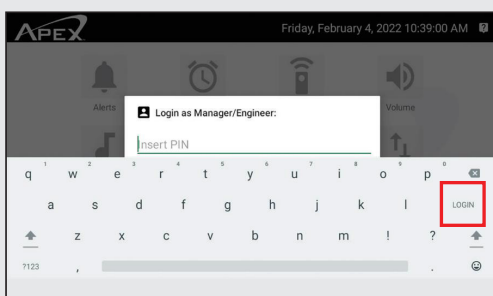 APEX
Friday, February 4, 2022 10:39:00 AM
Alerts
Volume
Login as Manager/Engineer:
Insert PIN
1 2 3 4 5 6 7 8 9 0
q w e r t y u i o p
a s d f g h j k l LOGIN
z x c v b n m ! ?
?123 , .